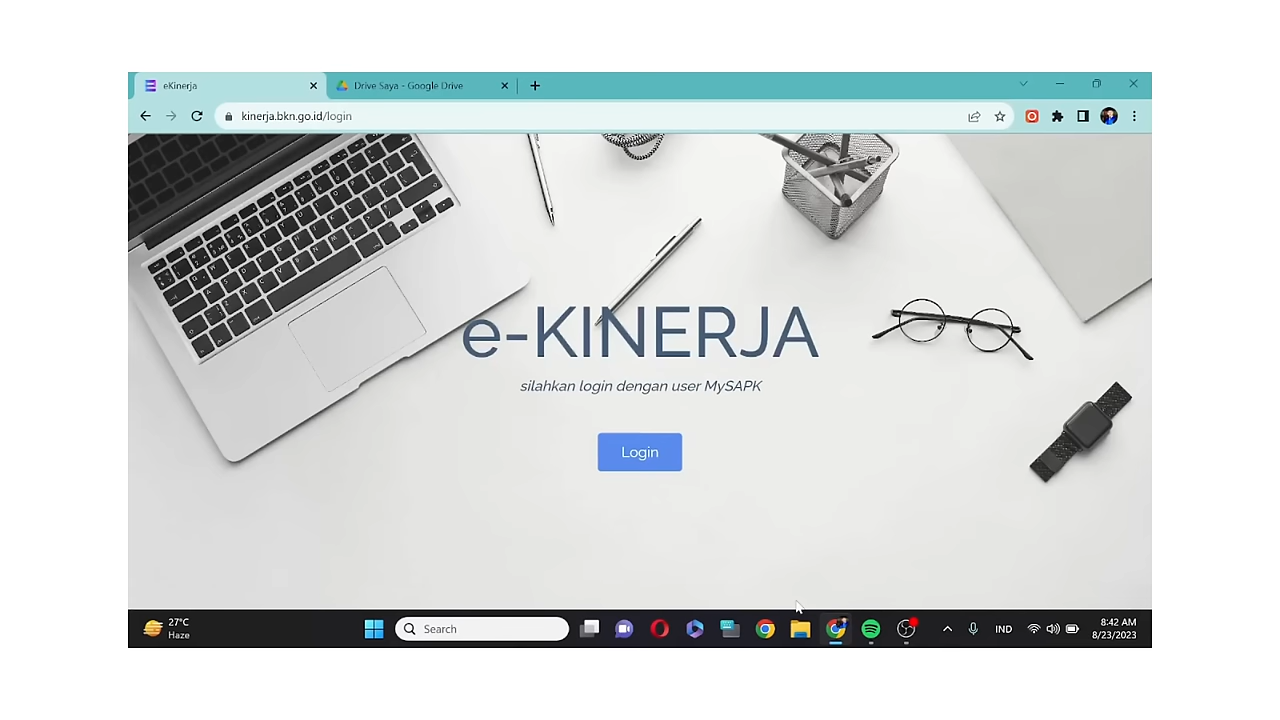 eKinerja
Drive Saya - Google Drive
kinerja.bkn.go.id/login
e-KINERJA
silahkan login dengan user MySAPK
Login
27°C
Haze
Search
IND
8:42 AM
8/23/2023